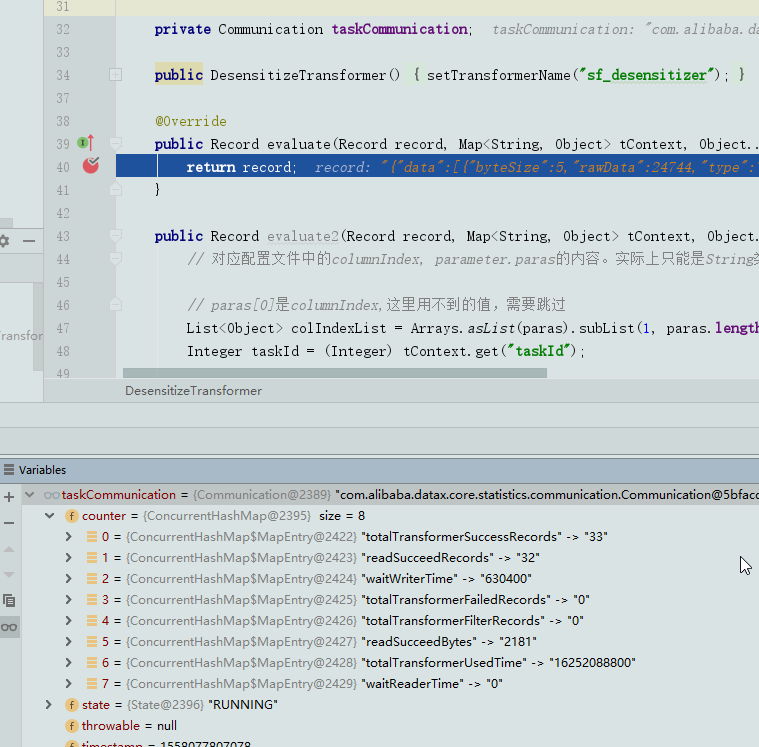 31
32 private Communication taskCommunication; taskCommunication: "com.alibaba.da
33
34 public DesensitizeTransformer() { setTransformerName("sf_desensitizer"); }
37
38 @Override
39 public Record evaluate(Record record, Map<String, Object> tContext, Object..
40 return record; record: "{"data":[{"byteSize":5,"rawData":24744,"type":
41 }
42
43 public Record evaluate2(Record record, Map<String, Object> tContext, Object.
44 // 对应配置文件中的columnIndex, parameter.paras的内容。实际上只能是String类
45
46 // paras[0]是columnIndex,这里用不到的值，需要跳过
47 List<Object> colIndexList = Arrays.asList(paras).subList(1, paras.length
48 Integer taskId = (Integer) tContext.get("taskId");
49
Transfor
DesensitizeTransformer
Variables
taskCommunication = {Communication@2389} "com.alibaba.datax.core.statistics.communication.Communication@5bfacc
counter = {ConcurrentHashMap@2395} size = 8
0 = {ConcurrentHashMap$MapEntry@2422} "totalTransformerSuccessRecords" -> "33"
1 = {ConcurrentHashMap$MapEntry@2423} "readSucceedRecords" -> "32"
2 = {ConcurrentHashMap$MapEntry@2424} "waitWriterTime" -> "630400"
3 = {ConcurrentHashMap$MapEntry@2425} "totalTransformerFailedRecords" -> "0"
4 = {ConcurrentHashMap$MapEntry@2426} "totalTransformerFilterRecords" -> "0"
5 = {ConcurrentHashMap$MapEntry@2427} "readSucceedBytes" -> "2181"
6 = {ConcurrentHashMap$MapEntry@2428} "totalTransformerUsedTime" -> "16252088800"
7 = {ConcurrentHashMap$MapEntry@2429} "waitReaderTime" -> "0"
state = {State@2396} "RUNNING"
throwable = null
timestamp = 1558077807078